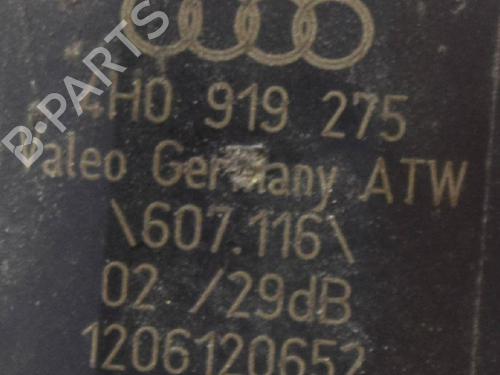 B-PARTS
4H0 919 275
Valeo Germany ATW
\607.116\
02 /29dB
1206120652